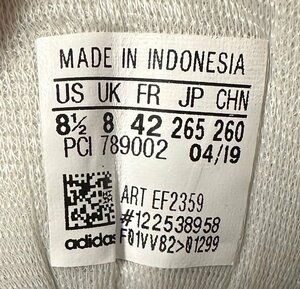 MADE IN INDONESIA
US UK FR JP CHN
8½ 8 42 265 260
PCI 789002 04/19
ART EF2359
#122538958
adidas F01VV82>01299